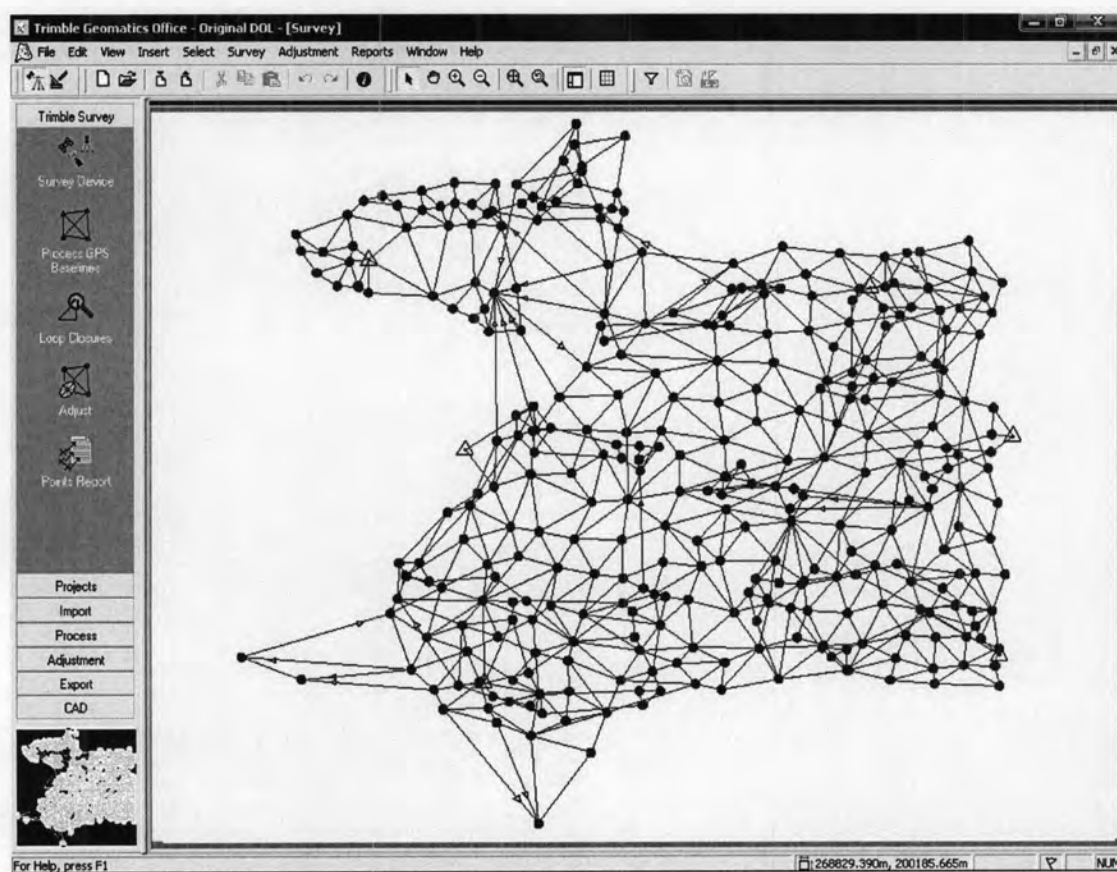 Trimble Geomatics Office - Original DOL - [Survey]
File Edit View Insert Select Survey Adjustment Reports Window Help
Trimble Survey
Survey Device
Process GPS
Baselines
Loop Closures
Adjust
Points Report
Projects
Import
Process
Adjustment
Export
CAD
For Help, press F1
268829.390m, 200185.665m
NUM